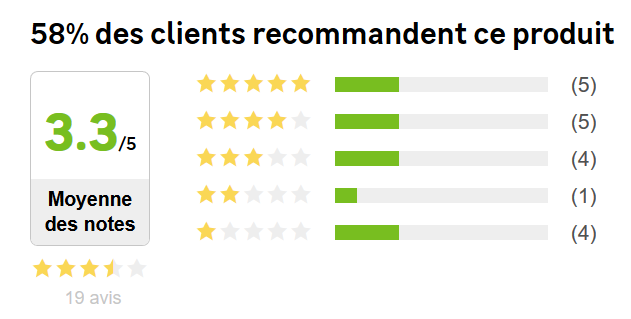 58% des clients recommandent ce produit
3.3/5
Moyenne
des notes
19 avis
(5)
(5)
(4)
(1)
(4)